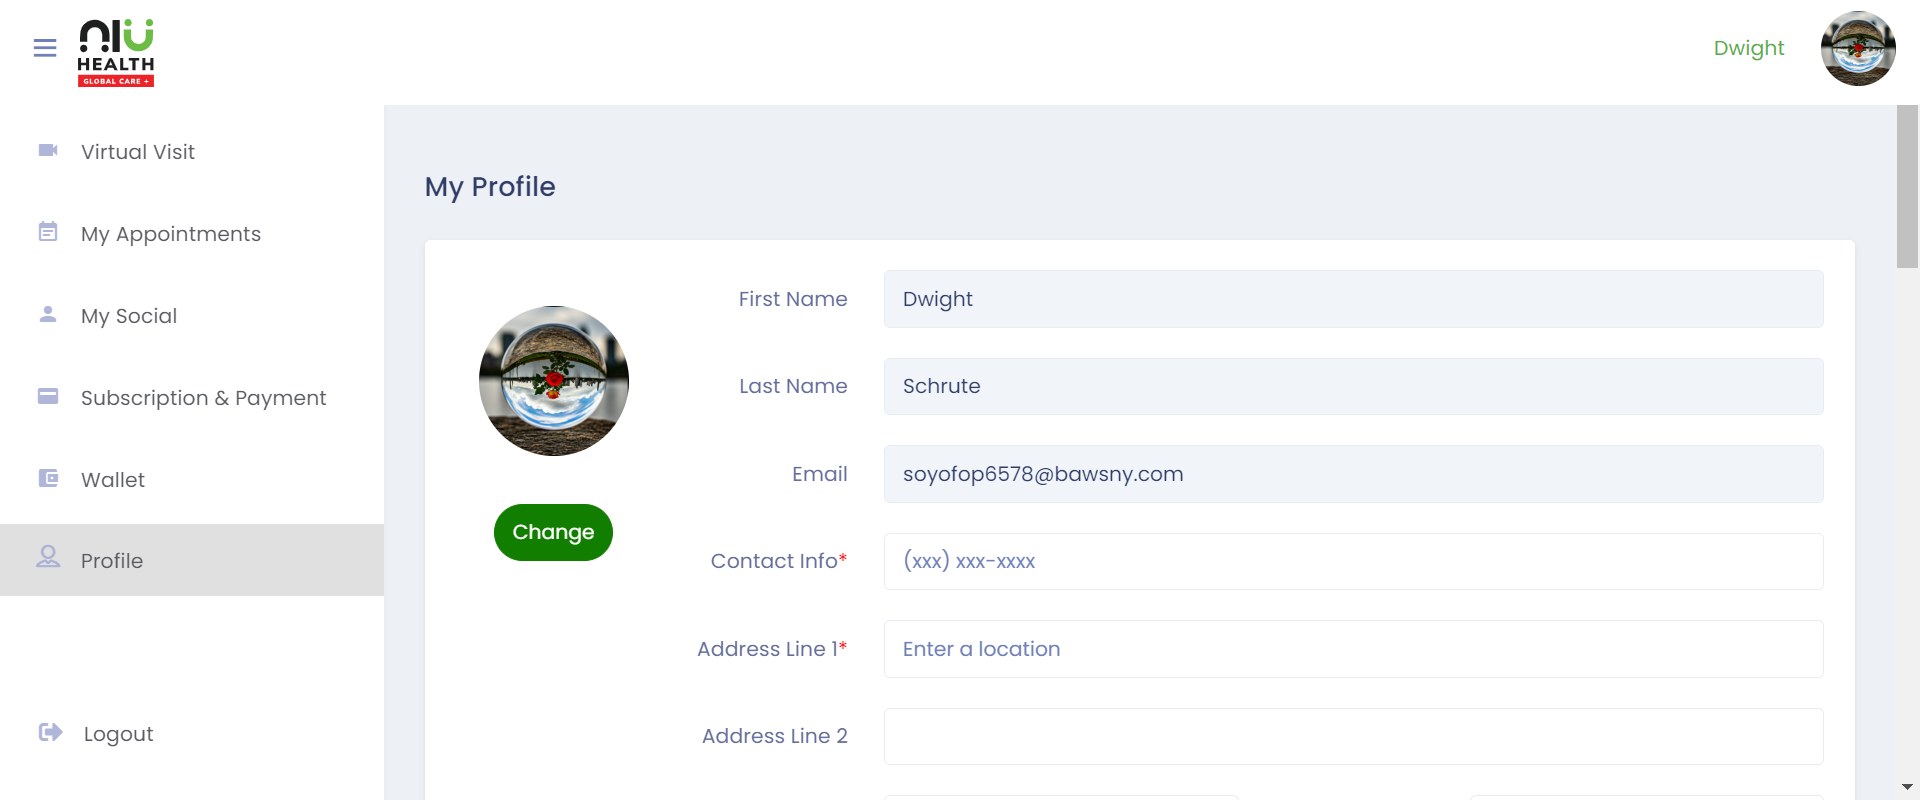 niu
HEALTH
GLOBAL CARE +
Dwight
Virtual Visit
My Appointments
My Social
Subscription & Payment
Wallet
Profile
Logout
My Profile
Change
First Name
Dwight
Last Name
Schrute
Email
soyofop6578@bawsny.com
Contact Info*
(xxx) xxx-xxxx
Address Line 1*
Enter a location
Address Line 2